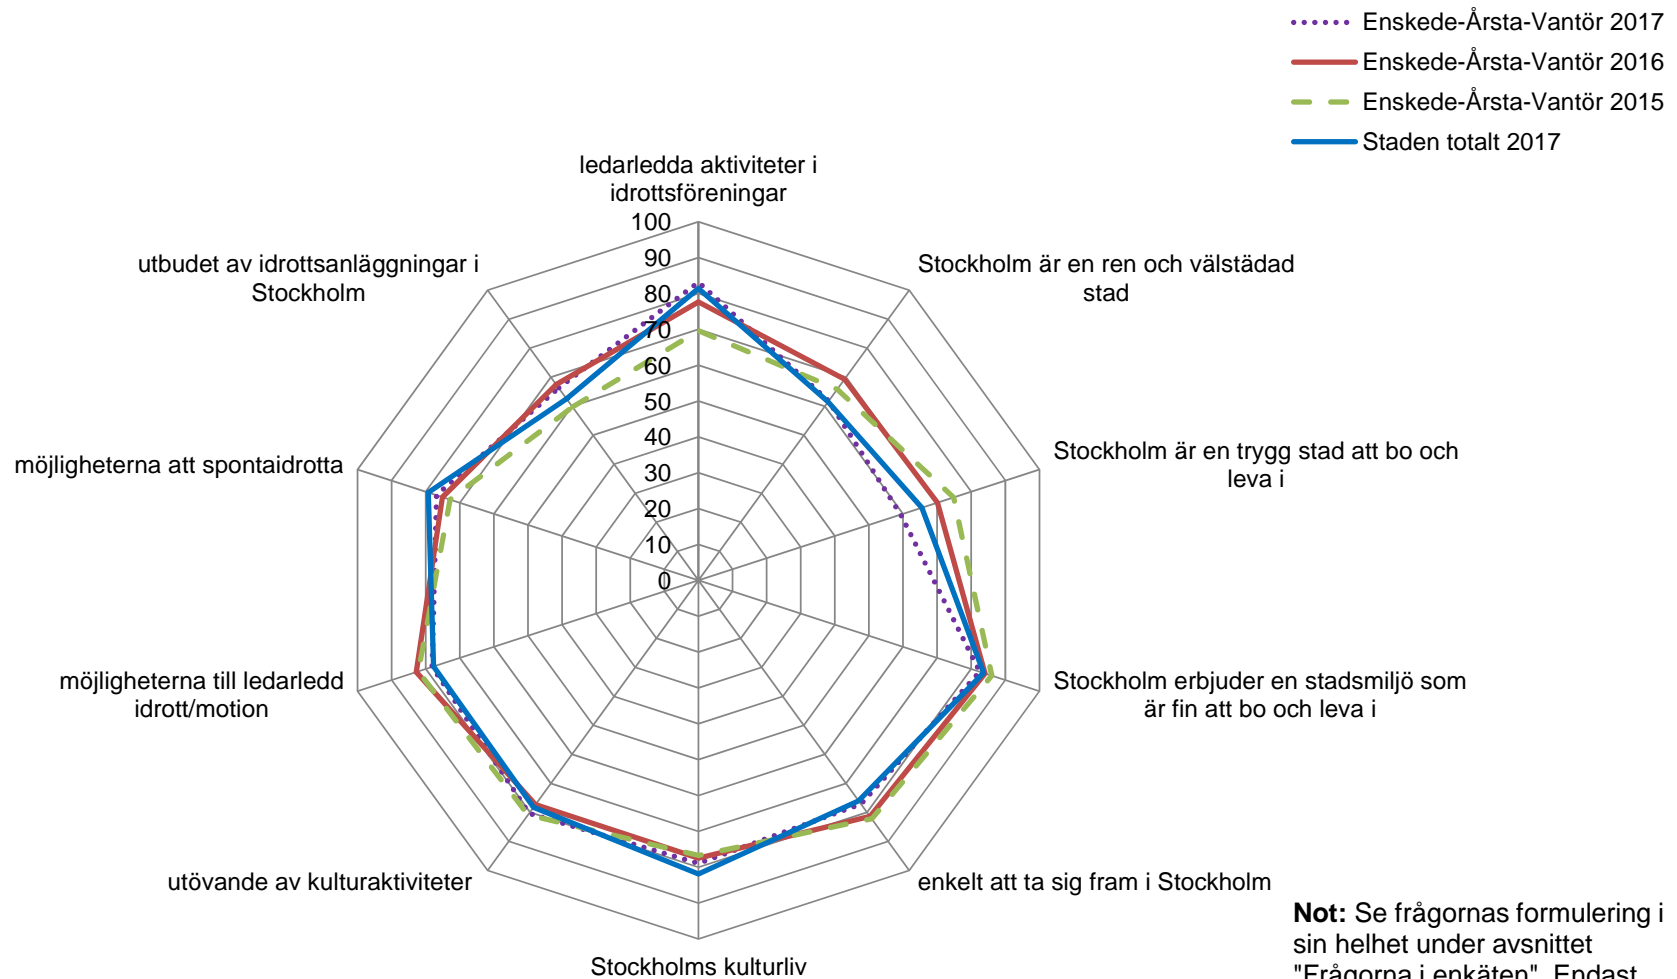 Enskede-Årsta-Vantör 2017
Enskede-Årsta-Vantör 2016
Enskede-Årsta-Vantör 2015
Staden totalt 2017
ledarledda aktiviteter i
idrottsföreningar
Stockholm är en ren och välstädad
stad
Stockholm är en trygg stad att bo och
leva i
Stockholm erbjuder en stadsmiljö som
är fin att bo och leva i
enkelt att ta sig fram i Stockholm
Stockholms kulturliv
utövande av kulturaktiviteter
möjligheterna till ledarledd
idrott/motion
möjligheterna att spontaidrotta
utbudet av idrottsanläggningar i
Stockholm
100
90
80
70
60
50
40
30
20
10
0
Not: Se frågornas formulering i
sin helhet under avsnittet
"Frågorna i enkäten". Endast